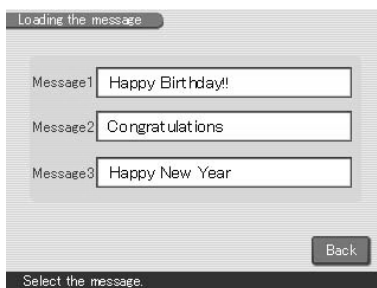 Loading the message
Message1 Happy Birthday!!
Message2 Congratulations
Message3 Happy New Year
Back
Select the message.